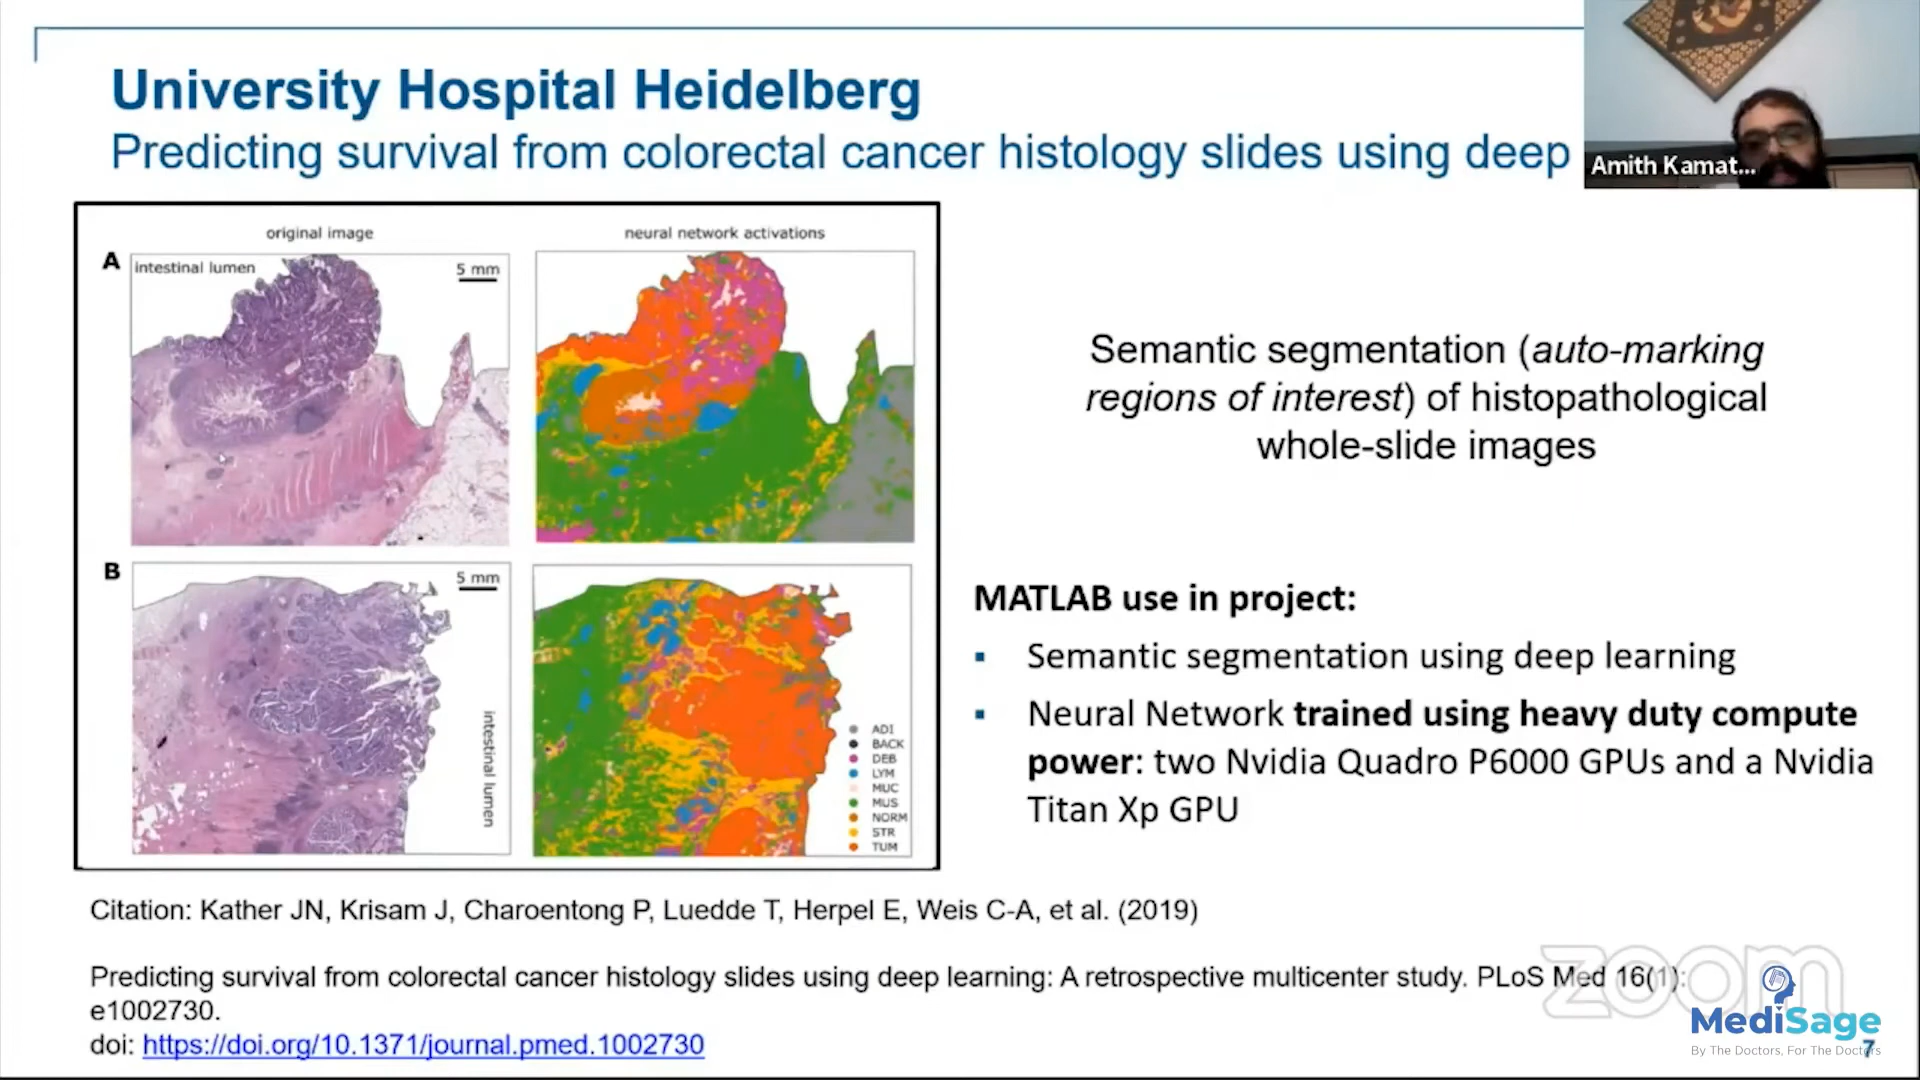 University Hospital Heidelberg
Predicting survival from colorectal cancer histology slides using deep
Amith Kamat...
original image
neural network activations
A
intestinal lumen
5 mm
B
5 mm
intestinal lumen
ADI
BACK
DEB
LYM
MUC
MUS
NORM
STR
TUM
Semantic segmentation (auto-marking
regions of interest) of histopathological
whole-slide images
MATLAB use in project:
▪ Semantic segmentation using deep learning
▪ Neural Network trained using heavy duty compute
power: two Nvidia Quadro P6000 GPUs and a Nvidia
Titan Xp GPU
Citation: Kather JN, Krisam J, Charoentong P, Luedde T, Herpel E, Weis C-A, et al. (2019)
Predicting survival from colorectal cancer histology slides using deep learning: A retrospective multicenter study. PLoS Med 16(1):
e1002730.
doi: https://doi.org/10.1371/journal.pmed.1002730
zoom
MediSage
By The Doctors, For The Doctors
7